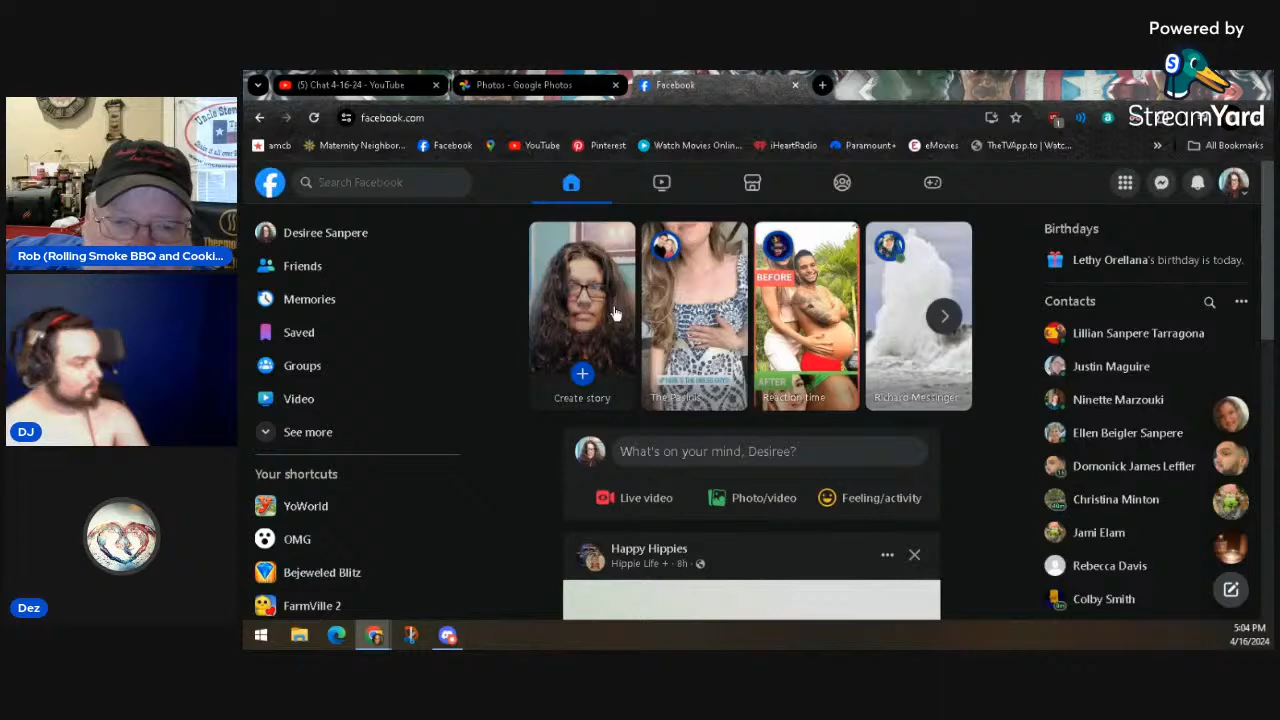 Powered by
StreamYard
(5) Chat 4-16-24 - YouTube
Photos - Google Photos
Facebook
facebook.com
amcb
Maternity Neighbor...
Facebook
YouTube
Pinterest
Watch Movies Onlin...
iHeartRadio
Paramount+
eMovies
TheTVApp.to | Watc...
All Bookmarks
Search Facebook
Desiree Sanpere
Friends
Memories
Saved
Groups
Video
See more
Your shortcuts
YoWorld
OMG
Bejeweled Blitz
FarmVille 2
Create story
BEFORE
AFTER
Reaction time
Richard Messinger
What's on your mind, Desiree?
Live video
Photo/video
Feeling/activity
Happy Hippies
Hippie Life + · 8h ·
Birthdays
Lethy Orellana's birthday is today.
Contacts
Lillian Sanpere Tarragona
Justin Maguire
Ninette Marzouki
Ellen Beigler Sanpere
Domonick James Leffler
Christina Minton
Jami Elam
Rebecca Davis
Colby Smith
5:04 PM
4/16/2024
Rob (Rolling Smoke BBQ and Cooki...
DJ
Dez